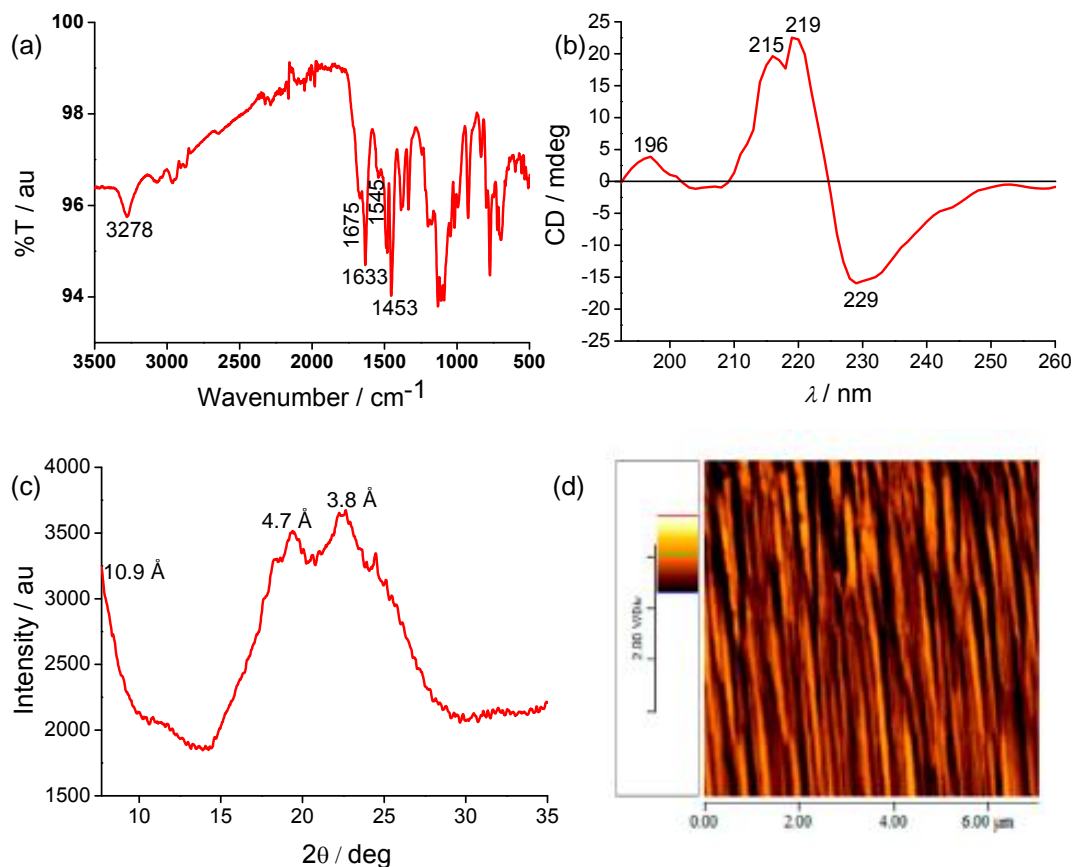 (a)
100
98
96
94
%T / au
3278
1675
1633
1545
1453
3500 3000 2500 2000 1500 1000 500
Wavenumber / cm-1
(b)
25
20
15
10
5
0
-5
-10
-15
-20
-25
CD / mdeg
196
215
219
229
200 210 220 230 240 250 260
λ / nm
(c)
4000
3500
3000
2500
2000
1500
Intensity / au
10.9 Å
4.7 Å
3.8 Å
10 15 20 25 30 35
2θ / deg
(d)
2.00 V/Div
0.00 2.00 4.00 6.00 μm